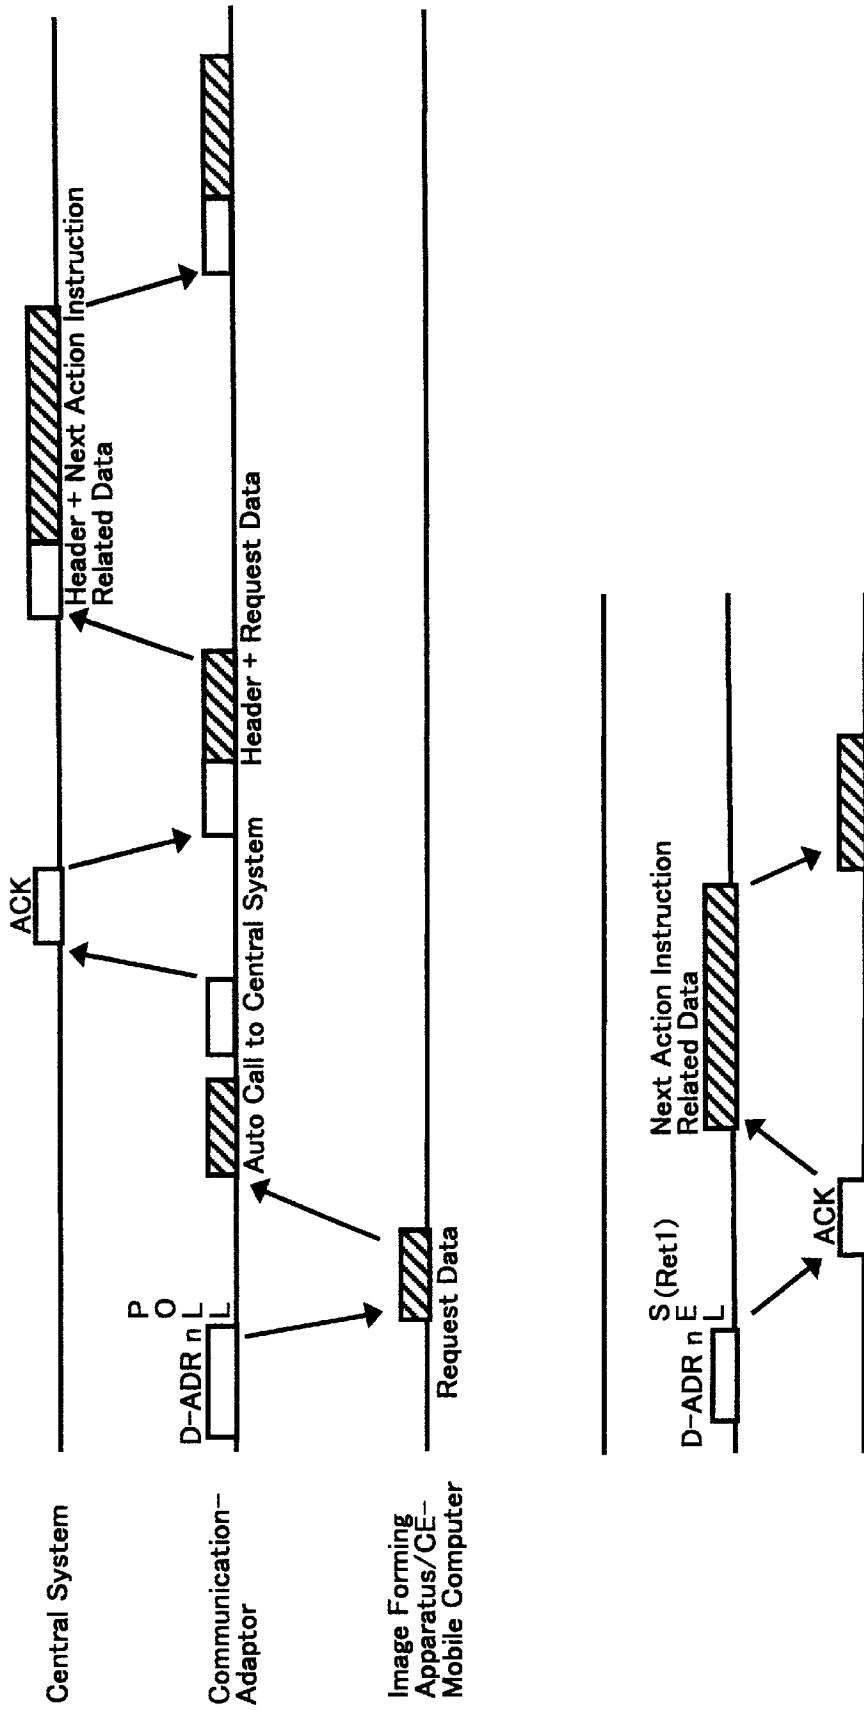 Central System
ACK
Header + Next Action Instruction
Related Data
Communication-
Adaptor
D-ADR n
P
O
L
L
Auto Call to Central System
Header + Request Data
Image Forming
Apparatus/CE-
Mobile Computer
Request Data
D-ADR n
S (Ret1)
E
L
Next Action Instruction
Related Data
ACK